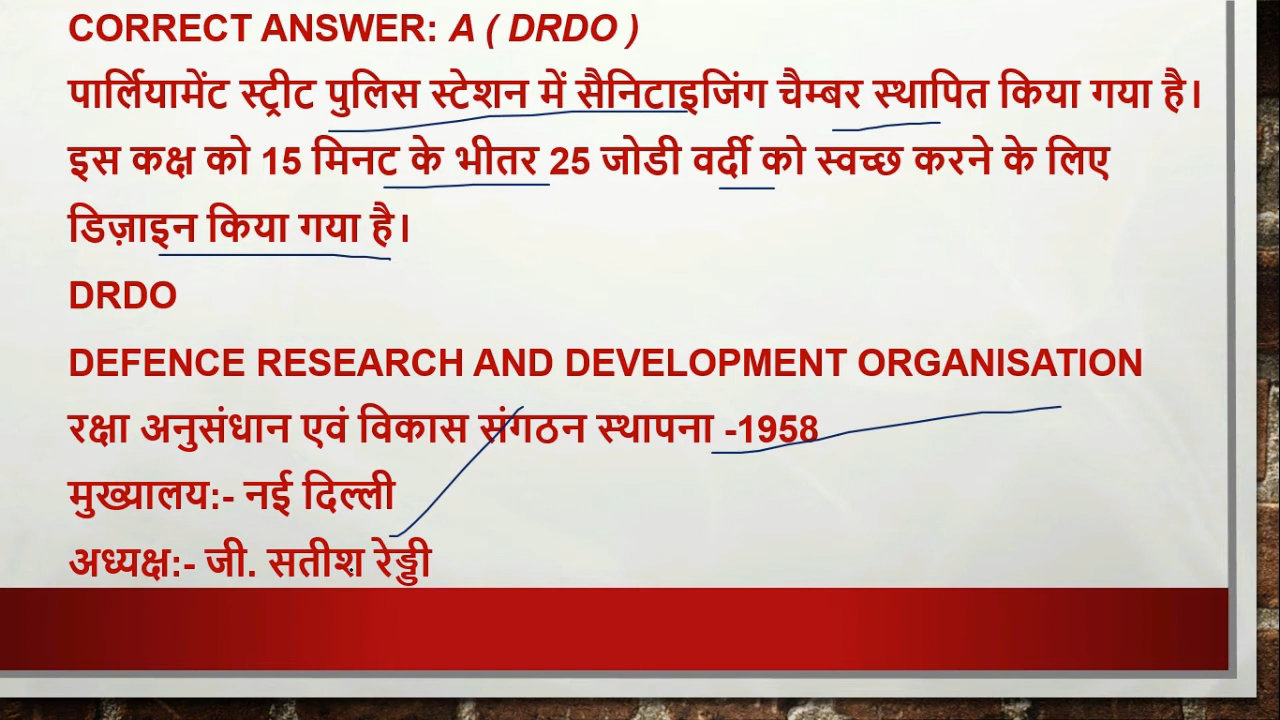 CORRECT ANSWER: A ( DRDO )
पार्लियामेंट स्ट्रीट पुलिस स्टेशन में सैनिटाइजिंग चैम्बर स्थापित किया गया है।
इस कक्ष को 15 मिनट के भीतर 25 जोडी वर्दी को स्वच्छ करने के लिए
डिज़ाइन किया गया है।
DRDO
DEFENCE RESEARCH AND DEVELOPMENT ORGANISATION
रक्षा अनुसंधान एवं विकास संगठन स्थापना -1958
मुख्यालय:- नई दिल्ली
अध्यक्ष:- जी. सतीश रेड्डी